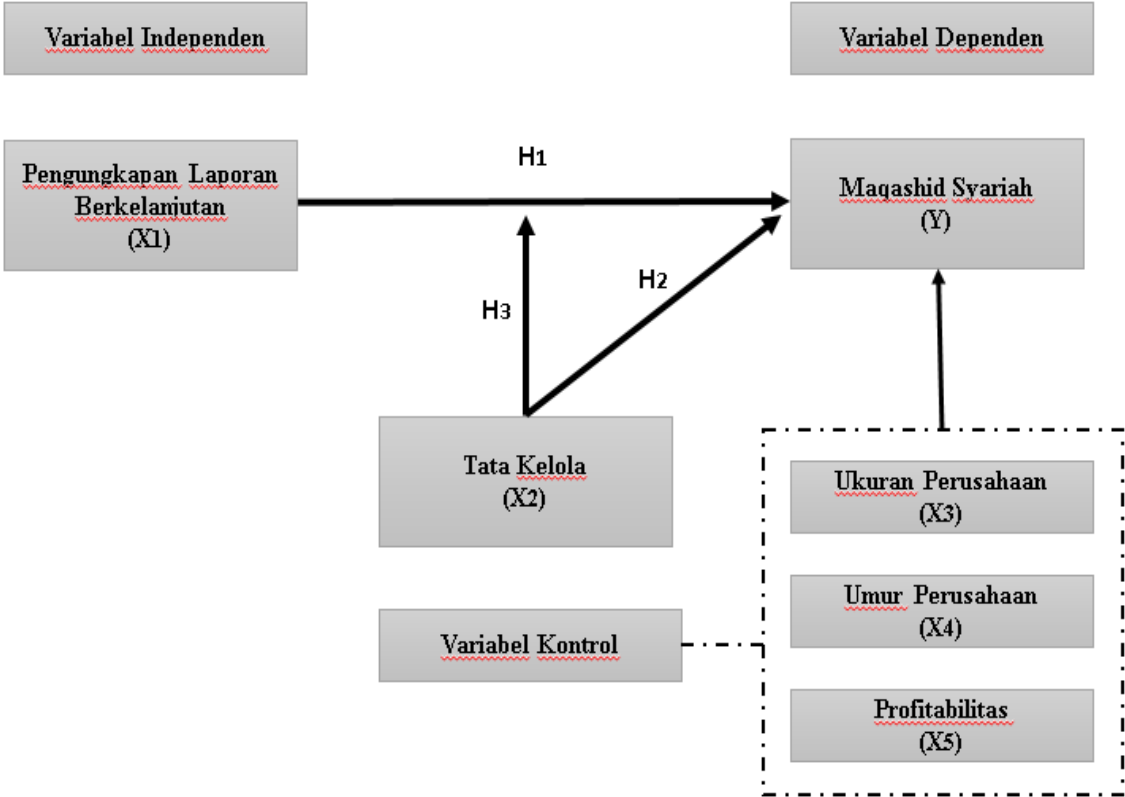 Variabel Independen
Variabel Dependen
Pengungkapan Laporan
Berkelanjutan
(X1)
H1
Maqashid Syariah
(Y)
H2
H3
Tata Kelola
(X2)
Ukuran Perusahaan
(X3)
Umur Perusahaan
(X4)
Variabel Kontrol
Profitabilitas
(X5)